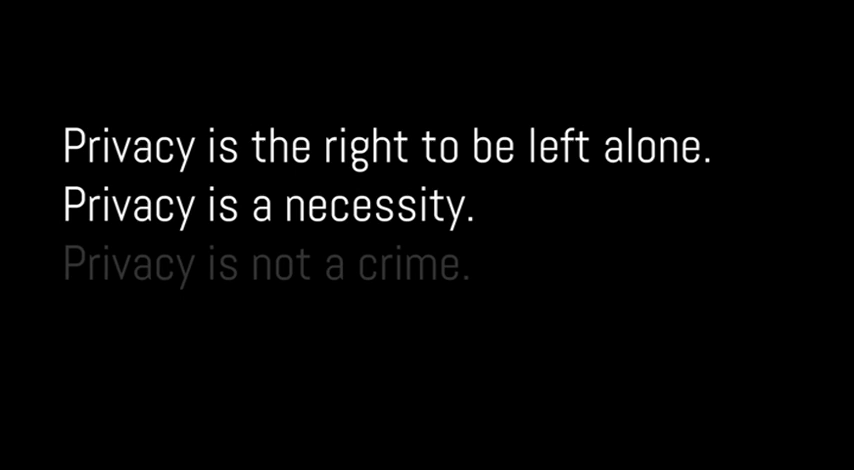 Privacy is the right to be left alone.
Privacy is a necessity.
Privacy is not a crime.